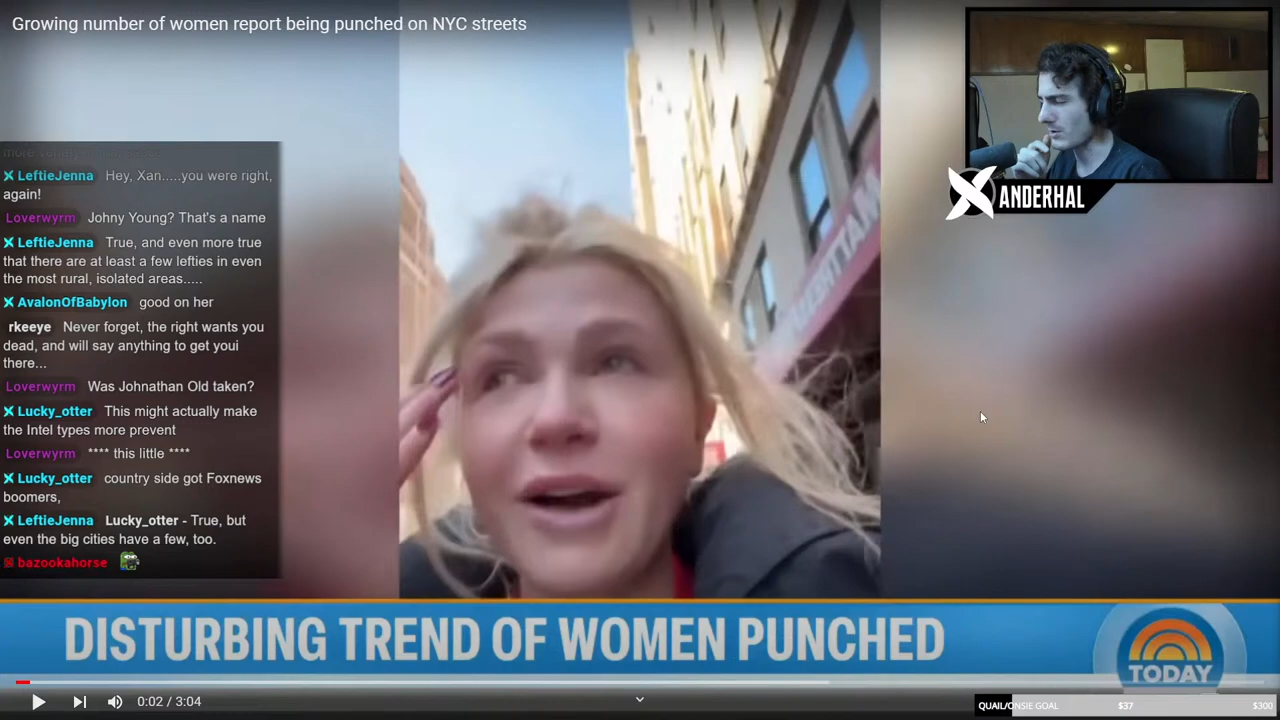 Growing number of women report being punched on NYC streets
LeftieJenna Hey, Xan.....you were right,
again!
Loverwyrm Johny Young? That's a name
LeftieJenna True, and even more true
that there are at least a few lefties in even
the most rural, isolated areas.....
AvalonOfBabylon good on her
rkeeye Never forget, the right wants you
dead, and will say anything to get youi
there...
Loverwyrm Was Johnathan Old taken?
Lucky_otter This might actually make
the Intel types more prevent
Loverwyrm **** this little ****
Lucky_otter country side got Foxnews
boomers,
LeftieJenna Lucky_otter - True, but
even the big cities have a few, too.
bazookahorse
XANDERHAL
DISTURBING TREND OF WOMEN PUNCHED
TODAY
0:02 / 3:04
QUAIL/ONSIE GOAL $37 $300